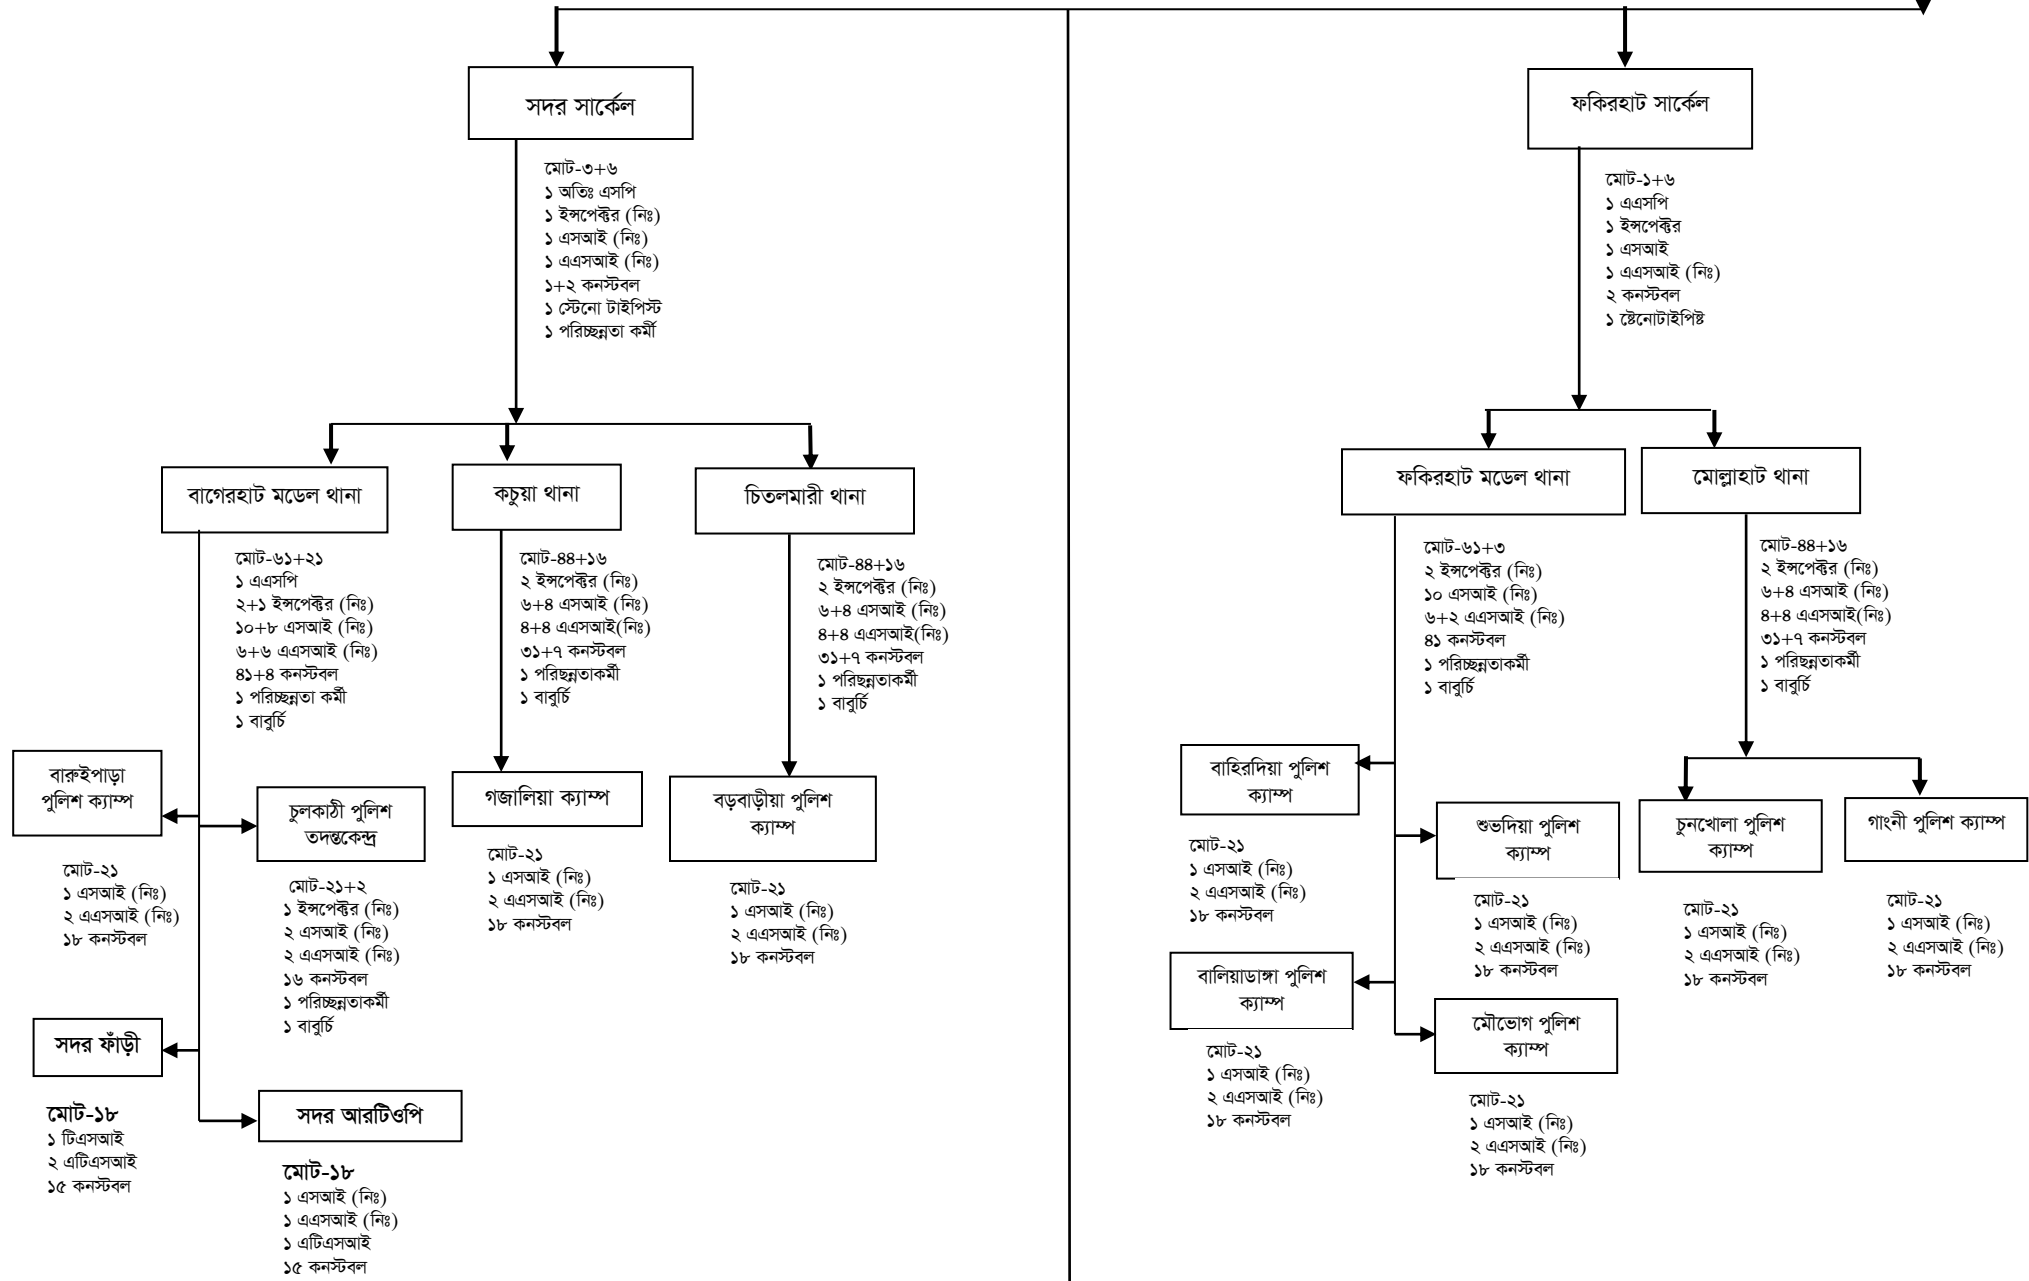 সদর সার্কেল
মোট-৩+৬
১ অতিঃ এসপি
১ ইন্সপেক্টর (নিঃ)
১ এসআই (নিঃ)
১ এএসআই (নিঃ)
১+২ কনস্টবল
১ স্টেনো টাইপিস্ট
১ পরিচ্ছন্নতা কর্মী
বাগেরহাট মডেল থানা
মোট-৬১+২১
১ এএসপি
২+১ ইন্সপেক্টর (নিঃ)
১০+৮ এসআই (নিঃ)
৬+৬ এএসআই (নিঃ)
৪১+৪ কনস্টবল
১ পরিচ্ছন্নতা কর্মী
১ বাবুর্চি
বারুইপাড়া
পুলিশ ক্যাম্প
মোট-২১
১ এসআই (নিঃ)
২ এএসআই (নিঃ)
১৮ কনস্টবল
চুলকাঠী পুলিশ
তদন্তকেন্দ্র
মোট-২১+২
১ ইন্সপেক্টর (নিঃ)
২ এসআই (নিঃ)
২ এএসআই (নিঃ)
১৬ কনস্টবল
১ পরিচ্ছন্নতাকর্মী
১ বাবুর্চি
সদর ফাঁড়ী
মোট-১৮
১ টিএসআই
২ এটিএসআই
১৫ কনস্টবল
সদর আরটিওপি
মোট-১৮
১ এসআই (নিঃ)
১ এএসআই (নিঃ)
১ এটিএসআই
১৫ কনস্টবল
কচুয়া থানা
মোট-৪৪+১৬
২ ইন্সপেক্টর (নিঃ)
৬+৪ এসআই (নিঃ)
৪+৪ এএসআই(নিঃ)
৩১+৭ কনস্টবল
১ পরিছন্নতাকর্মী
১ বাবুর্চি
গজালিয়া ক্যাম্প
মোট-২১
১ এসআই (নিঃ)
২ এএসআই (নিঃ)
১৮ কনস্টবল
চিতলমারী থানা
মোট-৪৪+১৬
২ ইন্সপেক্টর (নিঃ)
৬+৪ এসআই (নিঃ)
৪+৪ এএসআই(নিঃ)
৩১+৭ কনস্টবল
১ পরিছন্নতাকর্মী
১ বাবুর্চি
বড়বাড়ীয়া পুলিশ
ক্যাম্প
মোট-২১
১ এসআই (নিঃ)
২ এএসআই (নিঃ)
১৮ কনস্টবল
ফকিরহাট সার্কেল
মোট-১+৬
১ এএসপি
১ ইন্সপেক্টর
১ এসআই
১ এএসআই (নিঃ)
২ কনস্টবল
১ ষ্টেনোটাইপিষ্ট
ফকিরহাট মডেল থানা
মোট-৬১+৩
২ ইন্সপেক্টর (নিঃ)
১০ এসআই (নিঃ)
৬+২ এএসআই (নিঃ)
৪১ কনস্টবল
১ পরিচ্ছন্নতাকর্মী
১ বাবুর্চি
বাহিরদিয়া পুলিশ
ক্যাম্প
মোট-২১
১ এসআই (নিঃ)
২ এএসআই (নিঃ)
১৮ কনস্টবল
শুভদিয়া পুলিশ
ক্যাম্প
মোট-২১
১ এসআই (নিঃ)
২ এএসআই (নিঃ)
১৮ কনস্টবল
বালিয়াডাঙ্গা পুলিশ
ক্যাম্প
মোট-২১
১ এসআই (নিঃ)
২ এএসআই (নিঃ)
১৮ কনস্টবল
মৌভোগ পুলিশ
ক্যাম্প
মোট-২১
১ এসআই (নিঃ)
২ এএসআই (নিঃ)
১৮ কনস্টবল
মোল্লাহাট থানা
মোট-৪৪+১৬
২ ইন্সপেক্টর (নিঃ)
৬+৪ এসআই (নিঃ)
৪+৪ এএসআই(নিঃ)
৩১+৭ কনস্টবল
১ পরিছন্নতাকর্মী
১ বাবুর্চি
চুনখোলা পুলিশ
ক্যাম্প
মোট-২১
১ এসআই (নিঃ)
২ এএসআই (নিঃ)
১৮ কনস্টবল
গাংনী পুলিশ ক্যাম্প
মোট-২১
১ এসআই (নিঃ)
২ এএসআই (নিঃ)
১৮ কনস্টবল